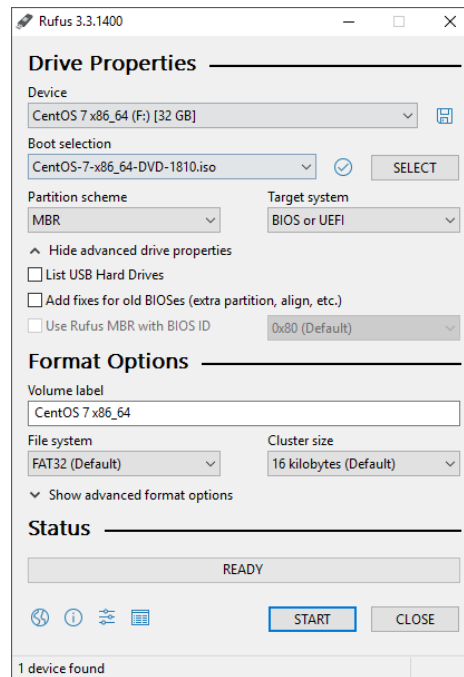 Rufus 3.3.1400
Drive Properties
Device
CentOS 7 x86_64 (F:) [32 GB]
Boot selection
CentOS-7-x86_64-DVD-1810.iso
SELECT
Partition scheme
Target system
MBR
BIOS or UEFI
Hide advanced drive properties
List USB Hard Drives
Add fixes for old BIOSes (extra partition, align, etc.)
Use Rufus MBR with BIOS ID
0x80 (Default)
Format Options
Volume label
CentOS 7 x86_64
File system
Cluster size
FAT32 (Default)
16 kilobytes (Default)
Show advanced format options
Status
READY
START
CLOSE
1 device found